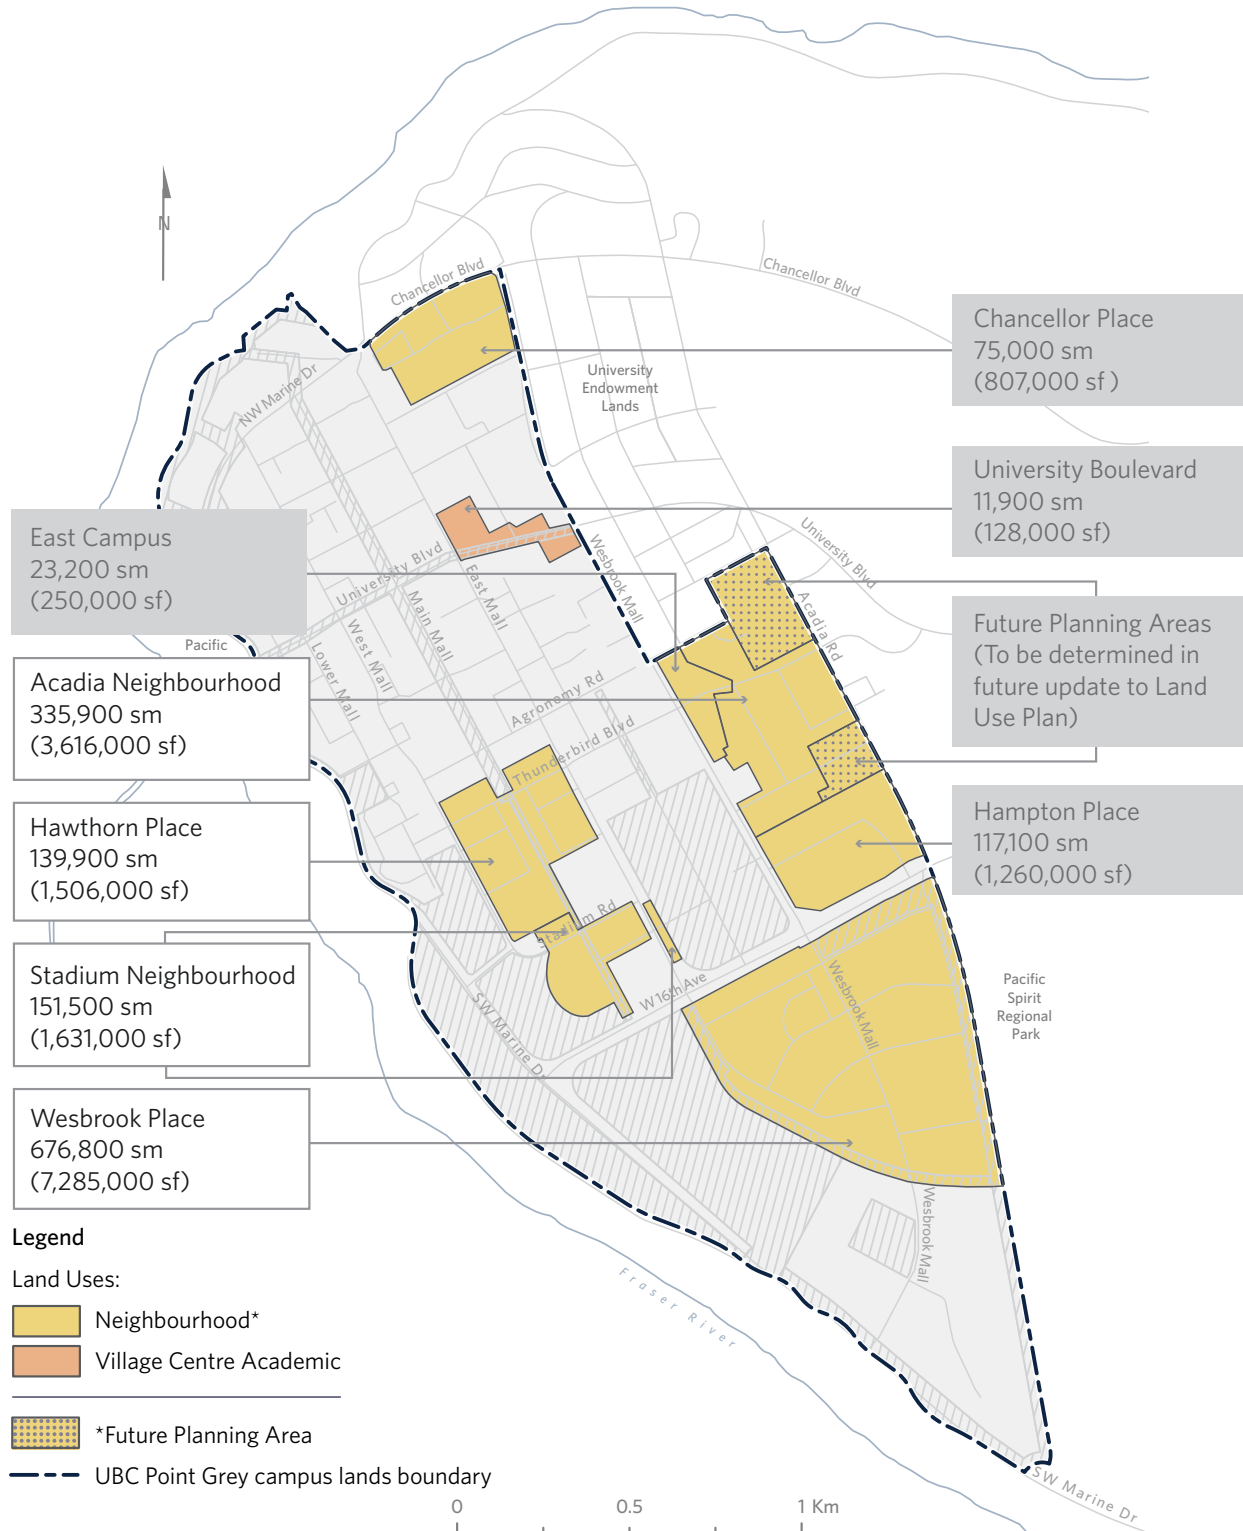 N
Chancellor Blvd
Chancellor Blvd
Chancellor Place
75,000 sm
(807,000 sf )
University
Endowment
Lands
NW Marine Dr
University Boulevard
11,900 sm
(128,000 sf)
East Campus
23,200 sm
(250,000 sf)
University Blvd
University Blvd
Wesbrook Mall
East Mall
Main Mall
West Mall
Lower Mall
Acadia Rd
Pacific
Future Planning Areas
(To be determined in
future update to Land
Use Plan)
Acadia Neighbourhood
335,900 sm
(3,616,000 sf)
Agronomy Rd
Thunderbird Blvd
Hampton Place
117,100 sm
(1,260,000 sf)
Hawthorn Place
139,900 sm
(1,506,000 sf)
Stadium Rd
Stadium Neighbourhood
151,500 sm
(1,631,000 sf)
W 16th Ave
SW Marine Dr
Wesbrook Mall
Pacific
Spirit
Regional
Park
Wesbrook Place
676,800 sm
(7,285,000 sf)
Wesbrook Mall
Fraser River
Legend
Land Uses:
Neighbourhood*
Village Centre Academic
*Future Planning Area
UBC Point Grey campus lands boundary
SW Marine Dr
0 0.5 1 Km